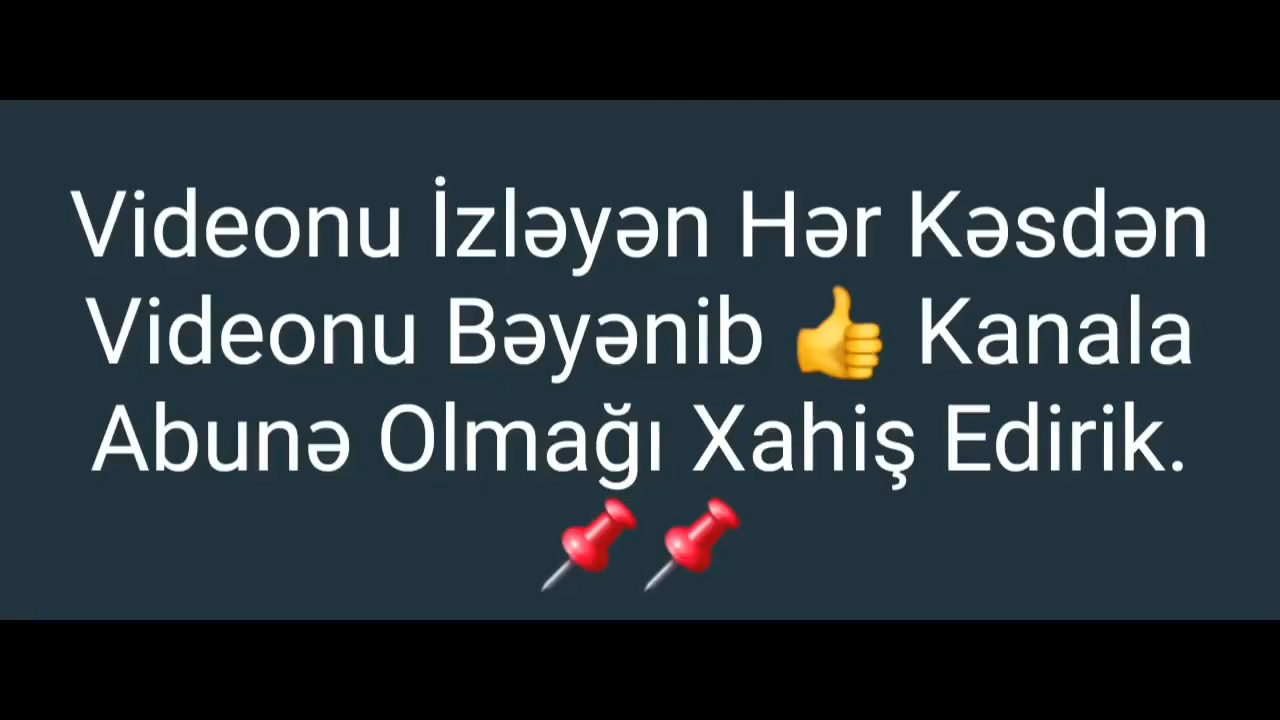 Videonu İzləyən Hər Kəsdən
Videonu Bəyənib 👍 Kanala
Abunə Olmağı Xahiş Edirik.
📌📌